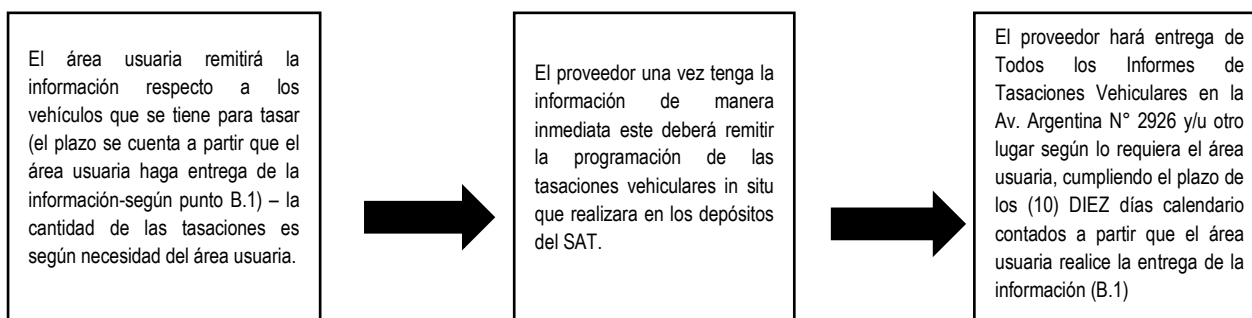 El área usuaria remitirá la
información respecto a los
vehículos que se tiene para tasar
(el plazo se cuenta a partir que el
área usuaria haga entrega de la
información-según punto B.1) – la
cantidad de las tasaciones es
según necesidad del área usuaria.
El proveedor una vez tenga la
información de manera
inmediata este deberá remitir
la programación de las
tasaciones vehiculares in situ
que realizara en los depósitos
del SAT.
El proveedor hará entrega de
Todos los Informes de
Tasaciones Vehiculares en la
Av. Argentina N° 2926 y/u otro
lugar según lo requiera el área
usuaria, cumpliendo el plazo de
los (10) DIEZ días calendario
contados a partir que el área
usuaria realice la entrega de la
información (B.1)